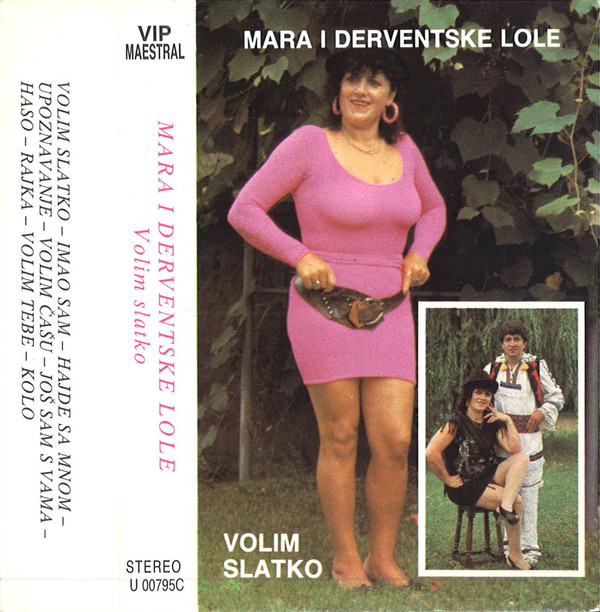 VOLIM SLATKO – IMAO SAM – HAJDE SA MNOM –
UPOZNAVANJE – VOLIM ČAŠU – JOŠ SAM S VAMA –
HASO – RAJKA – VOLIM TEBE – KOLO
VIP
MAESTRAL
MARA I DERVENTSKE LOLE
Volim slatko
STEREO
U 00795C
MARA I DERVENTSKE LOLE
VOLIM
SLATKO